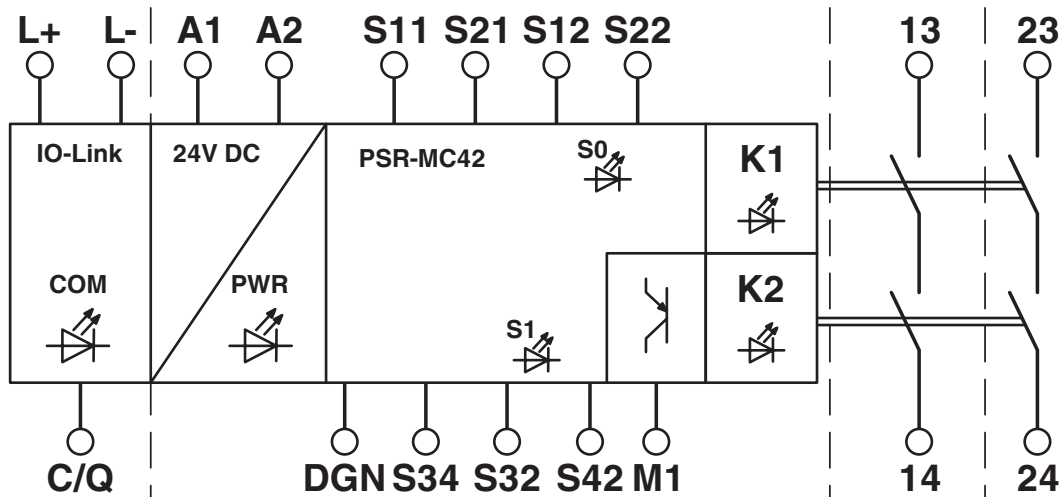 L+ L- A1 A2 S11 S21 S12 S22 13 23
IO-Link 24V DC PSR-MC42 S0 K1
COM PWR S1 K2
C/Q DGN S34 S32 S42 M1 14 24